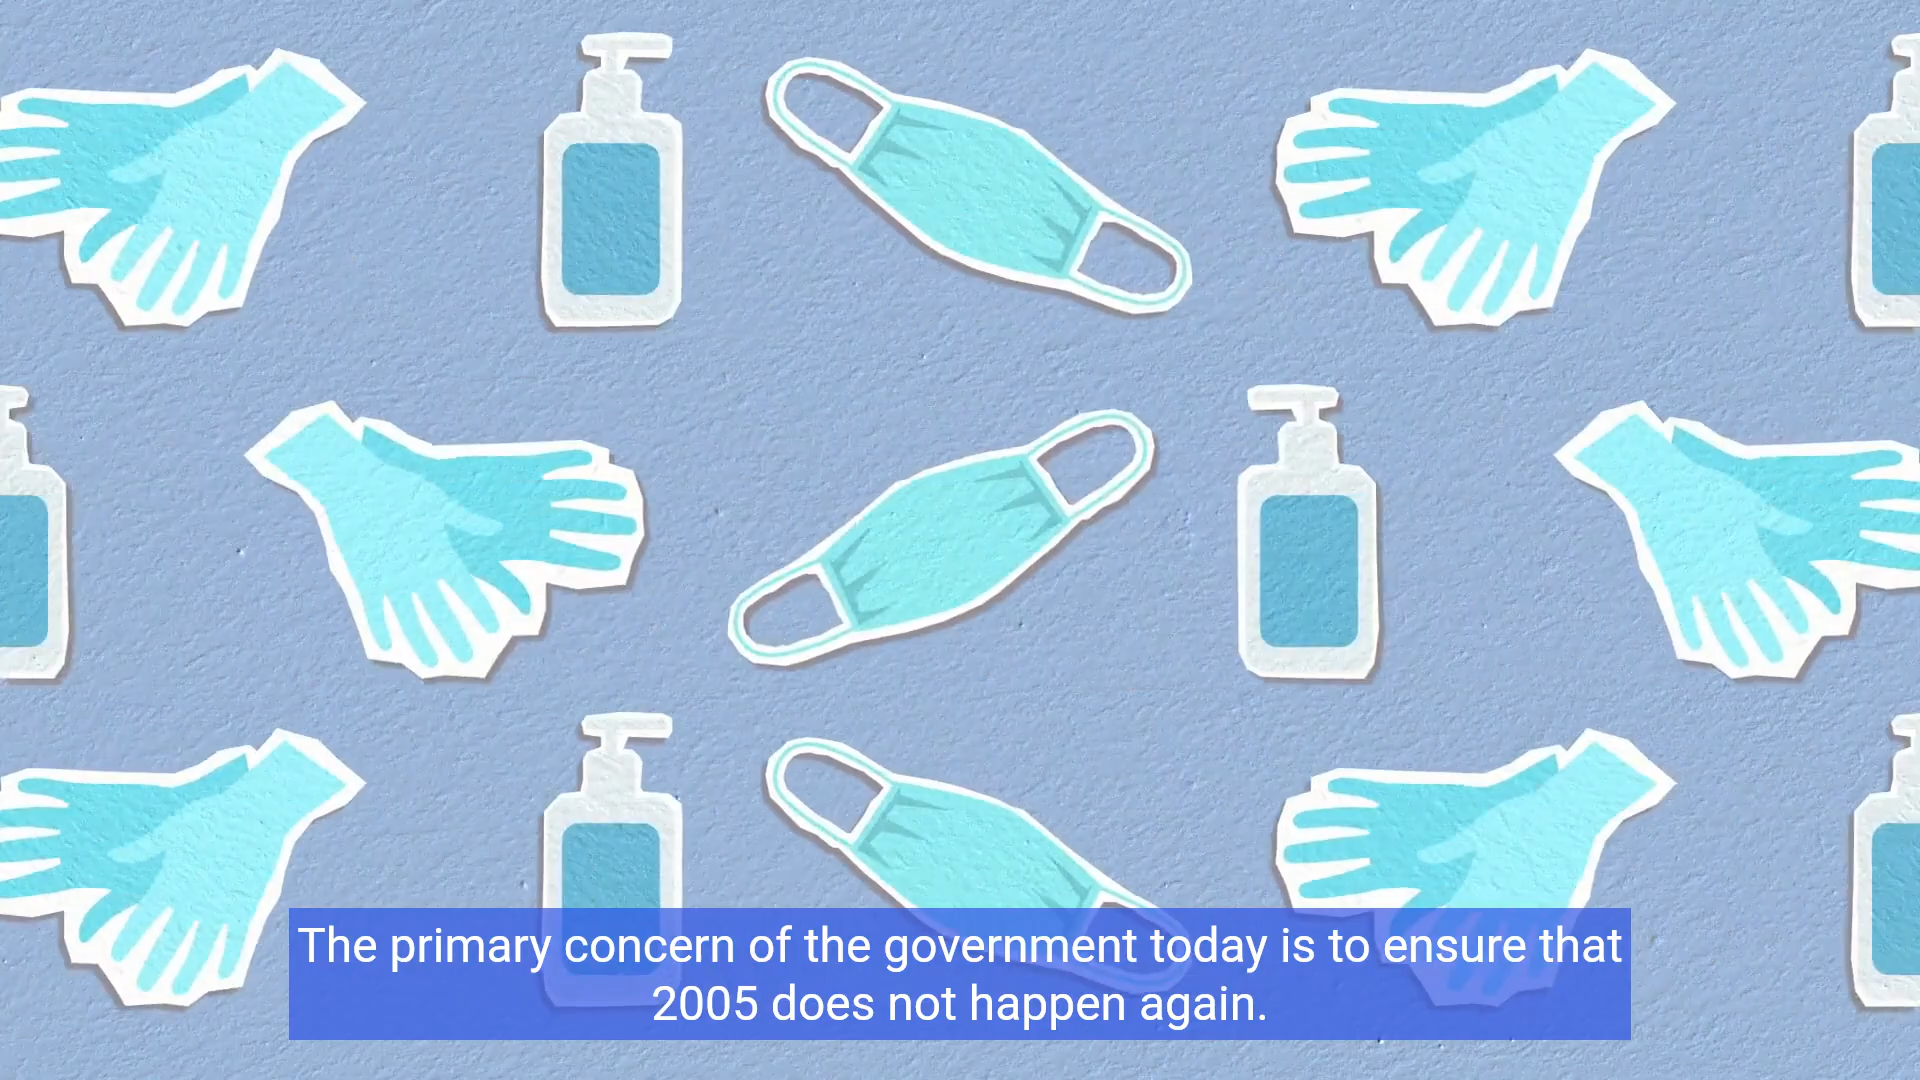 The primary concern of the government today is to ensure that
2005 does not happen again.